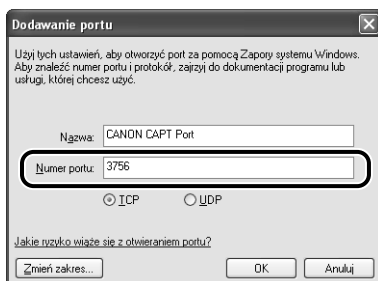 Dodawanie portu
Użyj tych ustawień, aby otworzyć port za pomocą Zapory systemu Windows.
Aby znaleźć numer portu i protokół, zajrzyj do dokumentacji programu lub
usługi, której chcesz użyć.
Nazwa: CANON CAPT Port
Numer portu: 3756
TCP UDP
Jakie ryzyko wiąże się z otwieraniem portu?
Zmień zakres... OK Anuluj